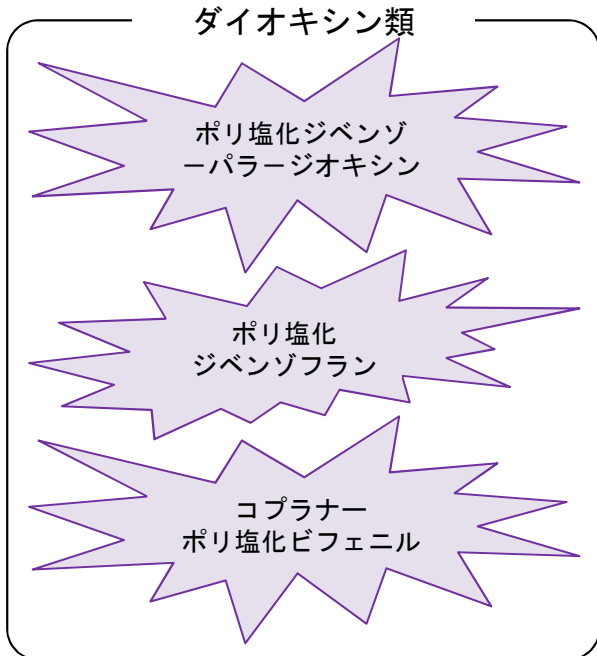 ダイオキシン類
ポリ塩化ジベンゾ
－パラ－ジオキシン
ポリ塩化
ジベンゾフラン
コプラナー
ポリ塩化ビフェニル